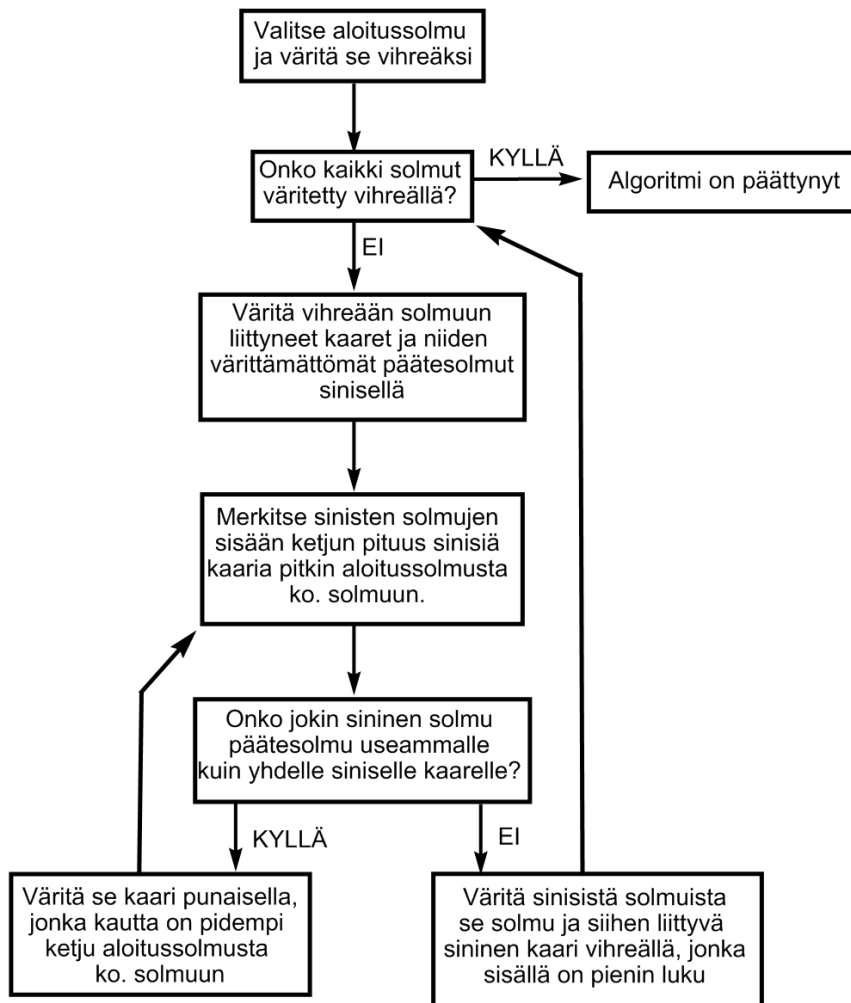 Valitse aloitussolmu
ja väritä se vihreäksi
Onko kaikki solmut
väritetty vihreällä?
KYLLÄ
Algoritmi on päättynyt
EI
Väritä vihreään solmuun
liittyneet kaaret ja niiden
värittämättömät päätesolmut
sinisellä
Merkitse sinisten solmujen
sisään ketjun pituus sinisiä
kaaria pitkin aloitussolmusta
ko. solmuun.
Onko jokin sininen solmu
päätesolmu useammalle
kuin yhdelle siniselle kaarelle?
KYLLÄ
EI
Väritä se kaari punaisella,
jonka kautta on pidempi
ketju aloitussolmusta
ko. solmuun
Väritä sinisistä solmuista
se solmu ja siihen liittyvä
sininen kaari vihreällä, jonka
sisällä on pienin luku